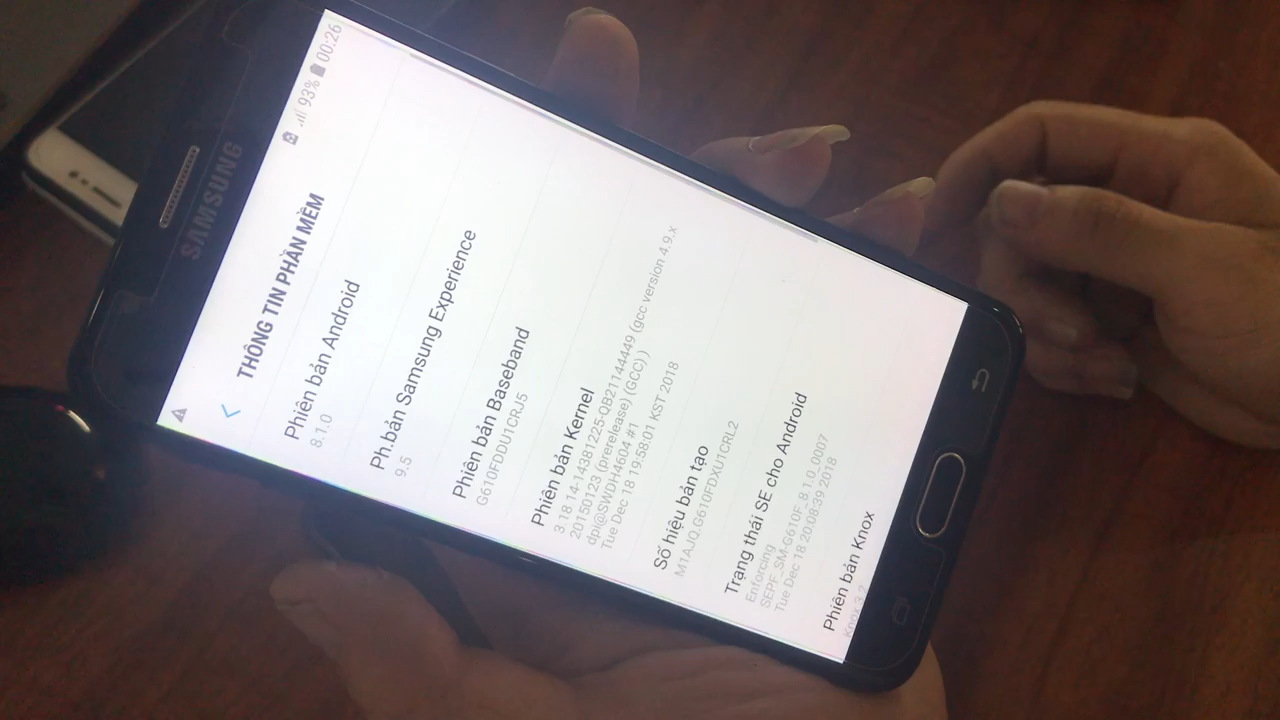 SAMSUNG
93% 00:26
THÔNG TIN PHẦN MỀM
Phiên bản Android
8.1.0
Ph.bản Samsung Experience
9.5
Phiên bản Baseband
G610FDDU1CRJ5
Phiên bản Kernel
3.18.14-14381225-QB21144449 (gcc version 4.9.x
20150123 (prerelease) (GCC) )
dpi@SWDH4604 #1
Tue Dec 18 19:58:01 KST 2018
Số hiệu bản tạo
M1AJQ.G610FDXU1CRL2
Trạng thái SE cho Android
Enforcing
SEPF_SM-G610F_8.1.0_0007
Tue Dec 18 20:08:39 2018
Phiên bản Knox
Knox 3.2